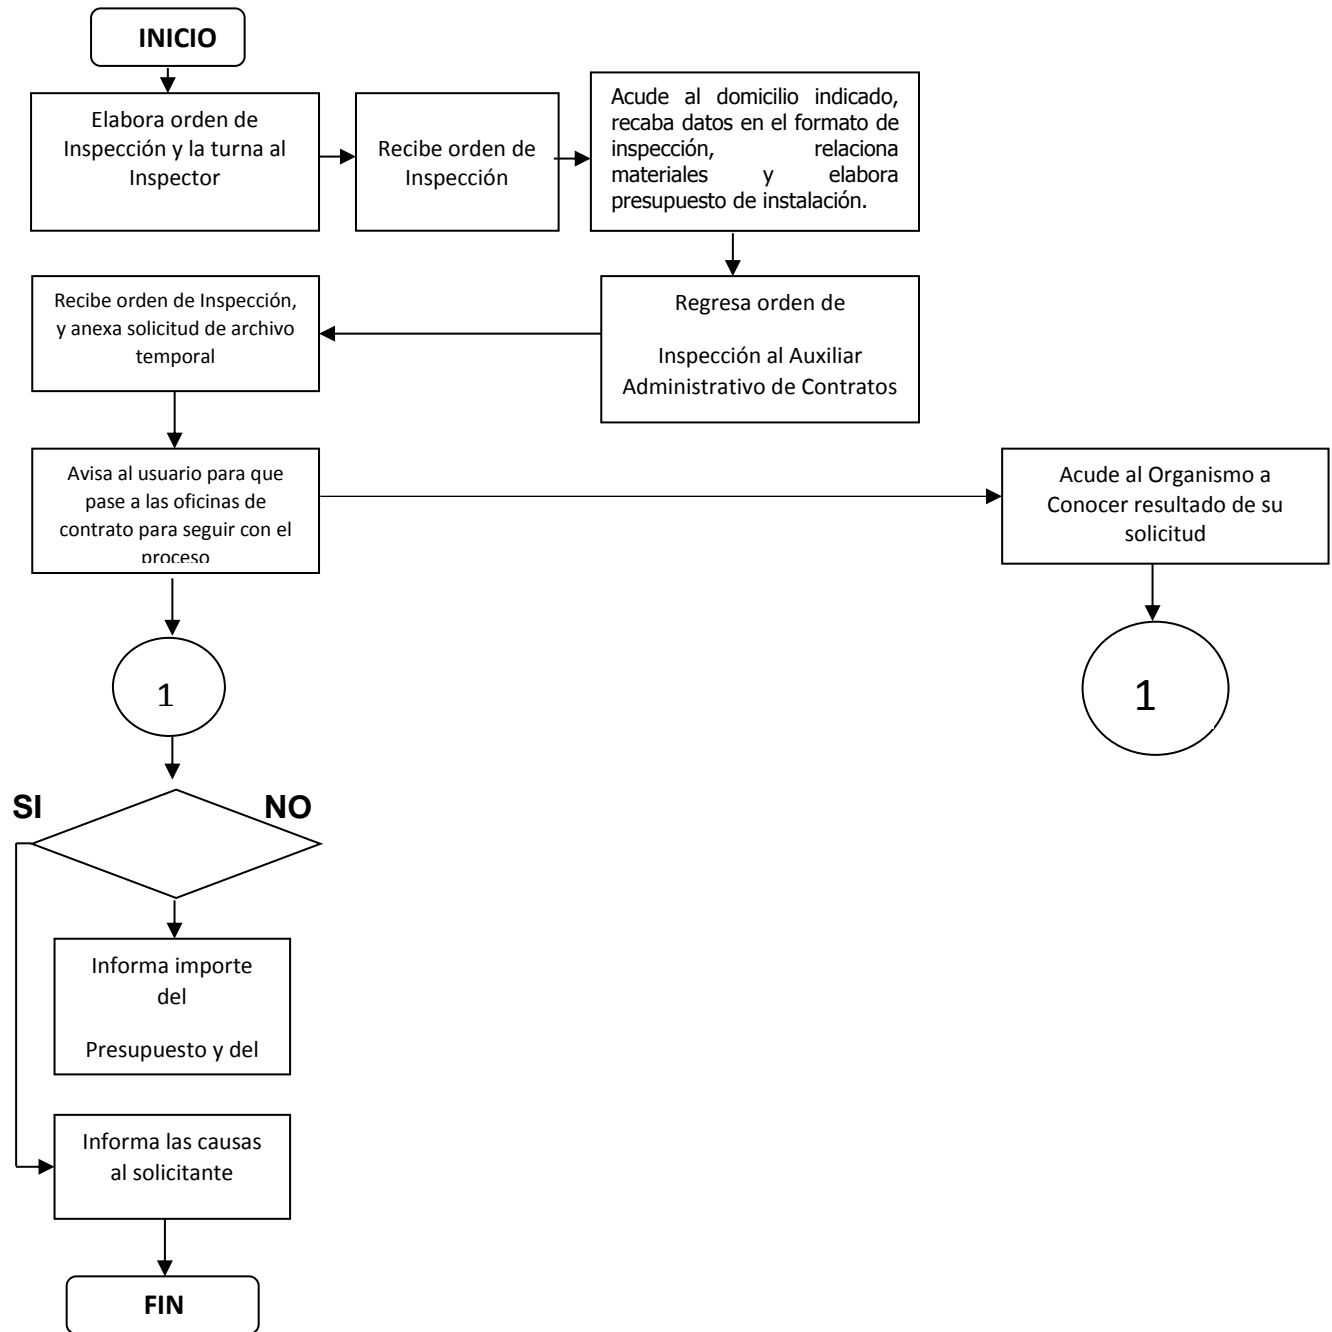 INICIO
Elabora orden de
Inspección y la turna al
Inspector
Recibe orden de
Inspección
Acude al domicilio indicado,
recaba datos en el formato de
inspección, relaciona
materiales y elabora
presupuesto de instalación.
Recibe orden de Inspección,
y anexa solicitud de archivo
temporal
Regresa orden de
Inspección al Auxiliar
Administrativo de Contratos
Avisa al usuario para que
pase a las oficinas de
contrato para seguir con el
proceso
Acude al Organismo a
Conocer resultado de su
solicitud
1
1
SI
NO
Informa importe
del
Presupuesto y del
Informa las causas
al solicitante
FIN